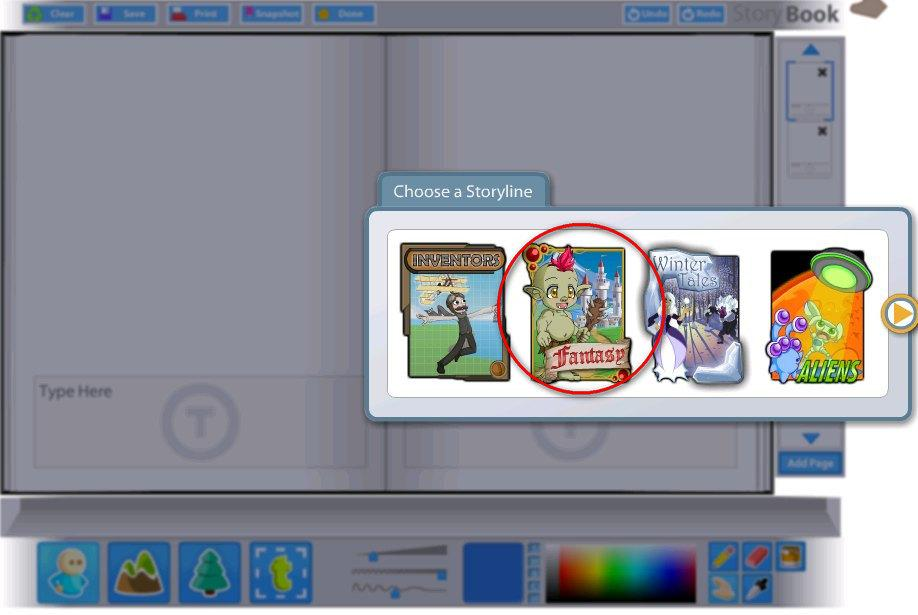 Clear Save Print Snapshot Done Undo Redo StoryBook
Choose a Storyline
INVENTORS
Fantasy
Winter
Tales
ALIENS
Type Here
T
T
Add Page
t